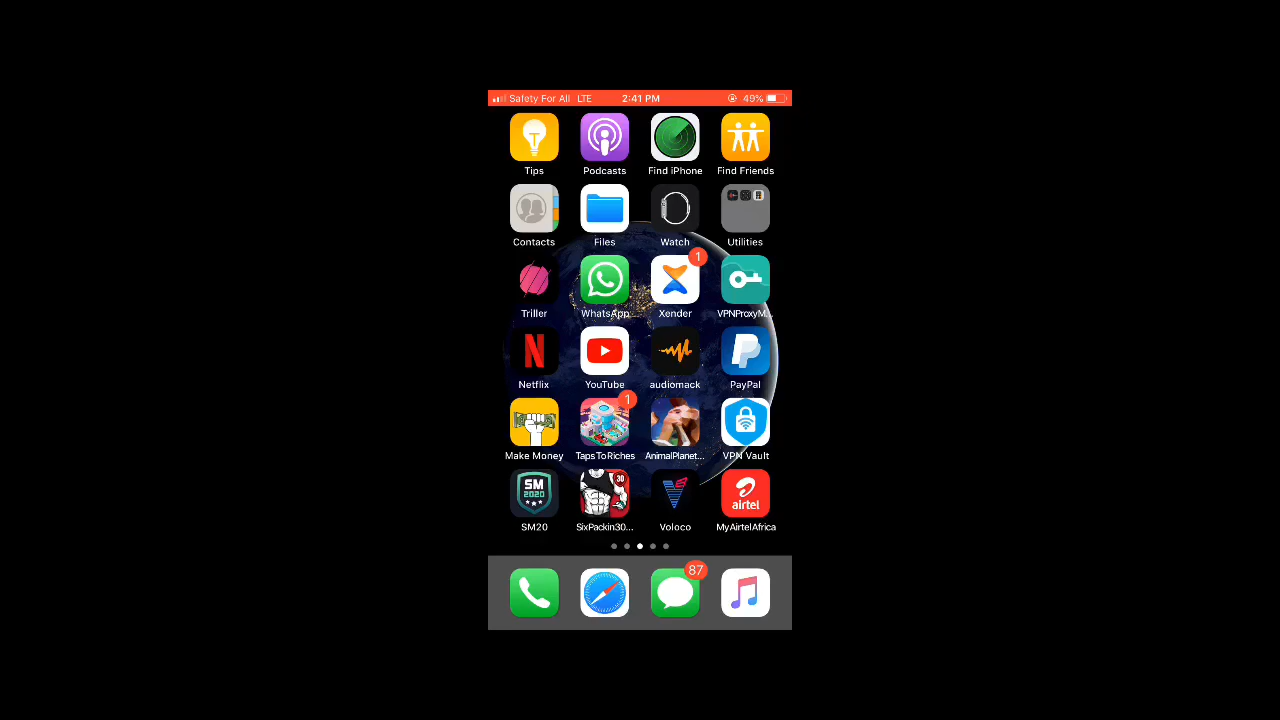 Safety For All LTE 2:41 PM 49%
Tips Podcasts Find iPhone Find Friends
Contacts Files Watch Utilities
1
Triller WhatsApp Xender VPNProxyM...
Netflix YouTube audiomack PayPal
1
Make Money TapsToRiches AnimalPlanet... VPN Vault
SM 2020 30 airtel
SM20 SixPackin30... Voloco MyAirtelAfrica
87